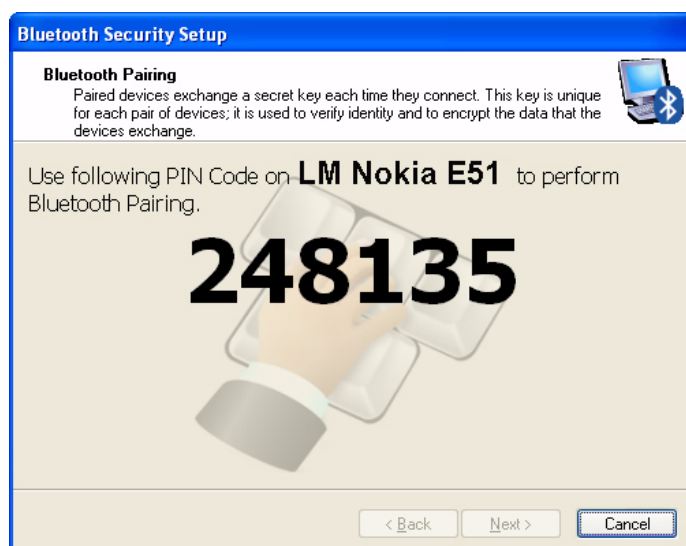 Bluetooth Security Setup
Bluetooth Pairing
Paired devices exchange a secret key each time they connect. This key is unique
for each pair of devices; it is used to verify identity and to encrypt the data that the
devices exchange.
Use following PIN Code on LM Nokia E51 to perform
Bluetooth Pairing.
248135
< Back Next > Cancel